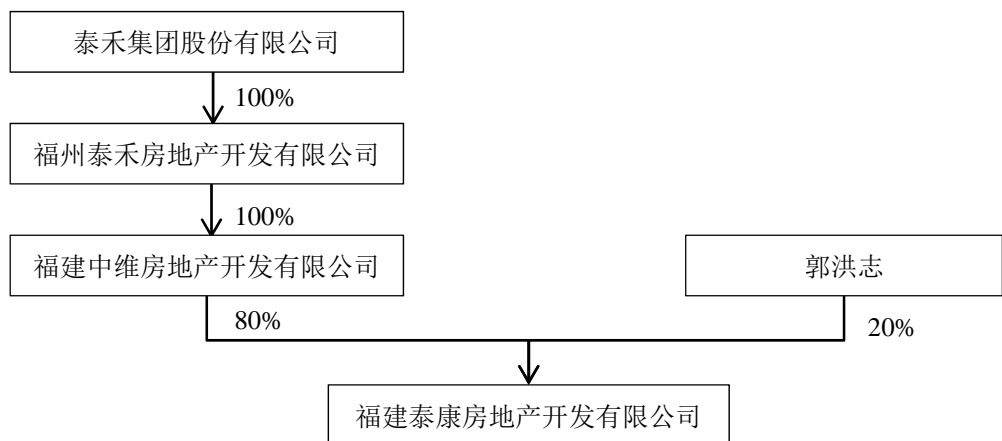 泰禾集团股份有限公司
100%
福州泰禾房地产开发有限公司
100%
福建中维房地产开发有限公司
郭洪志
80%
20%
福建泰康房地产开发有限公司